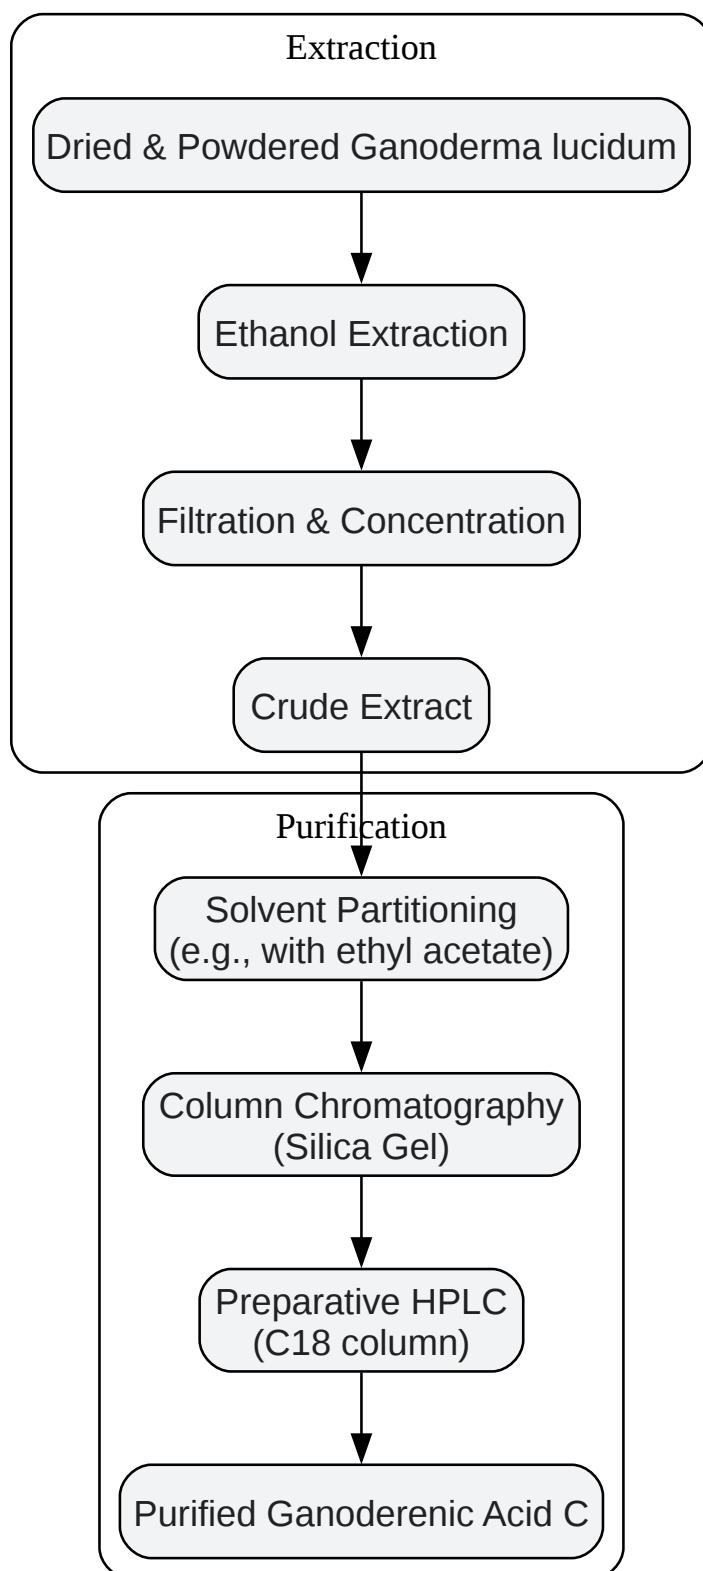 Extraction
Dried & Powdered Ganoderma lucidum
Ethanol Extraction
Filtration & Concentration
Crude Extract
Purification
Solvent Partitioning
(e.g., with ethyl acetate)
Column Chromatography
(Silica Gel)
Preparative HPLC
(C18 column)
Purified Ganoderenic Acid C